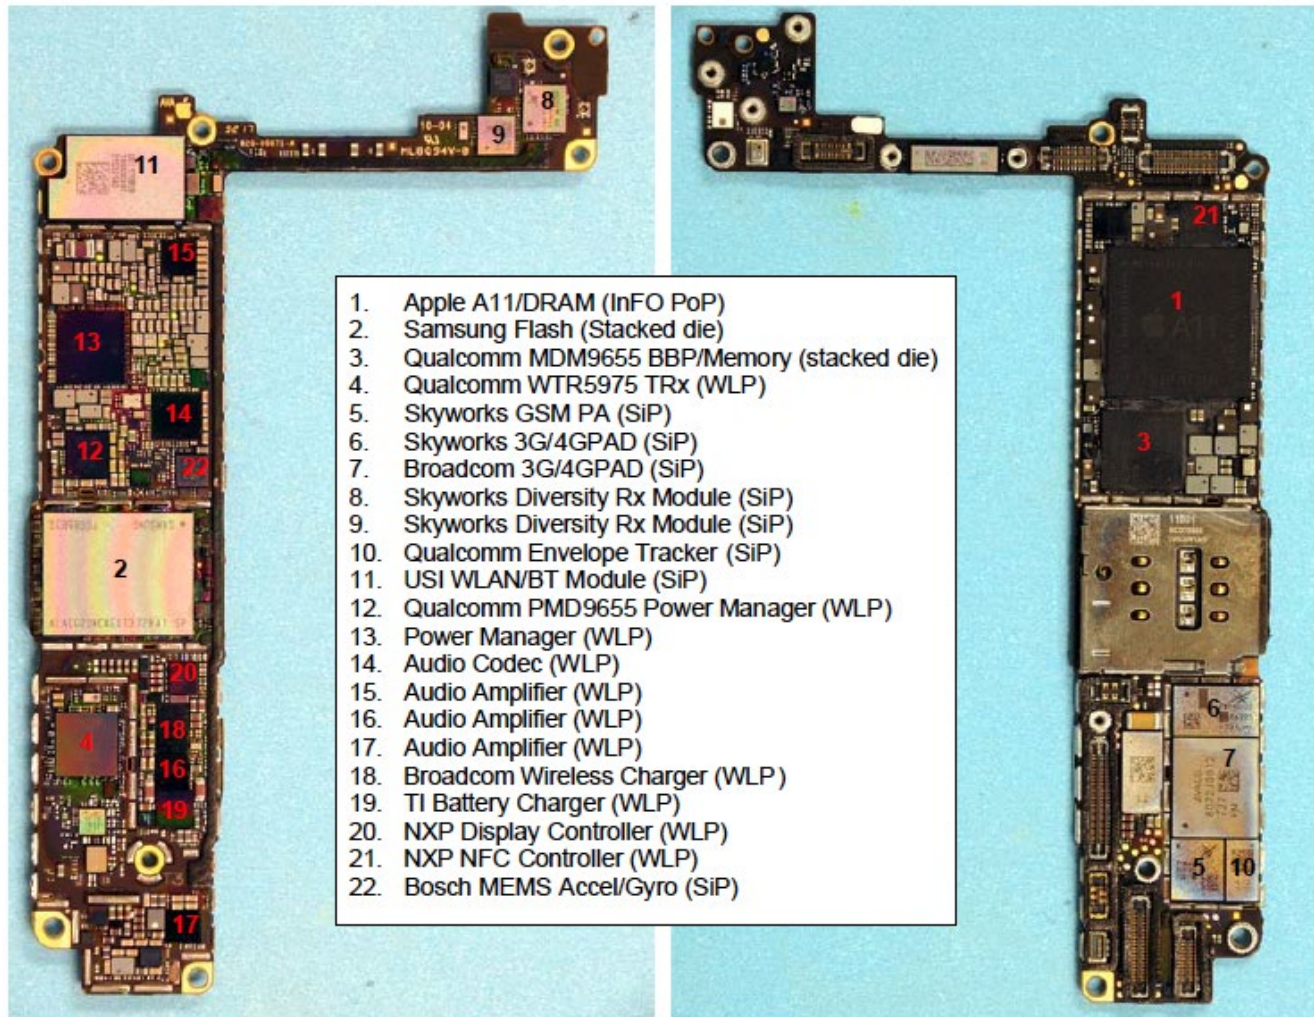 8
9
10-04
ML8G94V-0
11
15
13
14
12
22
2
SAMSUNG
20
18
4
16
19
17
21
1
A11
3
11801
6
7
5
10
1. Apple A11/DRAM (InFO PoP)
2. Samsung Flash (Stacked die)
3. Qualcomm MDM9655 BBP/Memory (stacked die)
4. Qualcomm WTR5975 TRx (WLP)
5. Skyworks GSM PA (SiP)
6. Skyworks 3G/4GPAD (SiP)
7. Broadcom 3G/4GPAD (SiP)
8. Skyworks Diversity Rx Module (SiP)
9. Skyworks Diversity Rx Module (SiP)
10. Qualcomm Envelope Tracker (SiP)
11. USI WLAN/BT Module (SiP)
12. Qualcomm PMD9655 Power Manager (WLP)
13. Power Manager (WLP)
14. Audio Codec (WLP)
15. Audio Amplifier (WLP)
16. Audio Amplifier (WLP)
17. Audio Amplifier (WLP)
18. Broadcom Wireless Charger (WLP)
19. TI Battery Charger (WLP)
20. NXP Display Controller (WLP)
21. NXP NFC Controller (WLP)
22. Bosch MEMS Accel/Gyro (SiP)